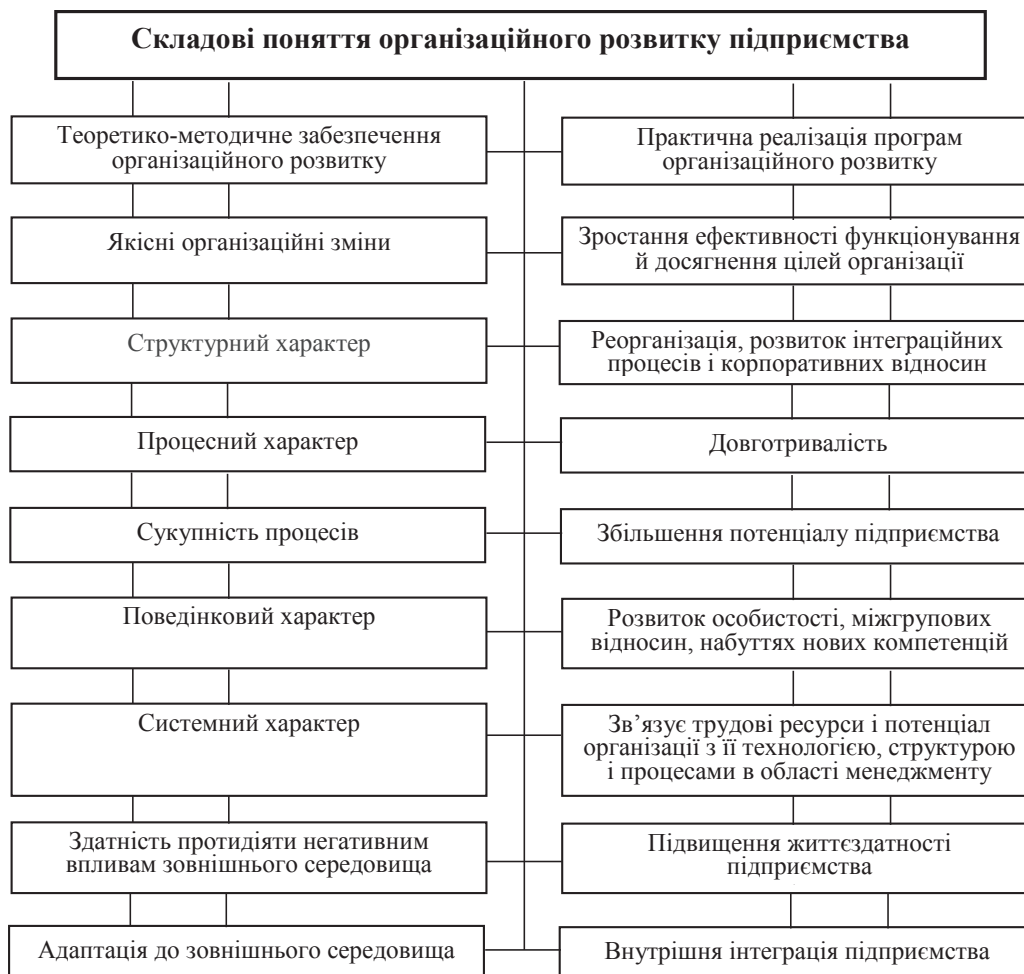 Складові поняття організаційного розвитку підприємства
Теоретико-методичне забезпечення
організаційного розвитку
Практична реалізація програм
організаційного розвитку
Якісні організаційні зміни
Зростання ефективності функціонування
й досягнення цілей організації
Структурний характер
Реорганізація, розвиток інтеграційних
процесів і корпоративних відносин
Процесний характер
Довготривалість
Сукупність процесів
Збільшення потенціалу підприємства
Поведінковий характер
Розвиток особистості, міжгрупових
відносин, набуттях нових компетенцій
Системний характер
Зв’язує трудові ресурси і потенціал
організації з її технологією, структурою
і процесами в області менеджменту
Здатність протидіяти негативним
впливам зовнішнього середовища
Підвищення життєздатності
підприємства
Адаптація до зовнішнього середовища
Внутрішня інтеграція підприємства